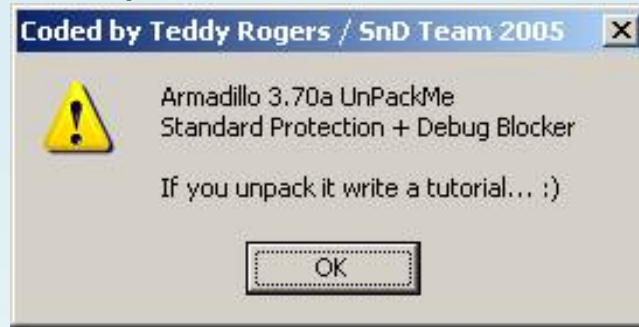 Coded by Teddy Rogers / SnD Team 2005
Armadillo 3.70a UnPackMe
Standard Protection + Debug Blocker
If you unpack it write a tutorial... :)
OK